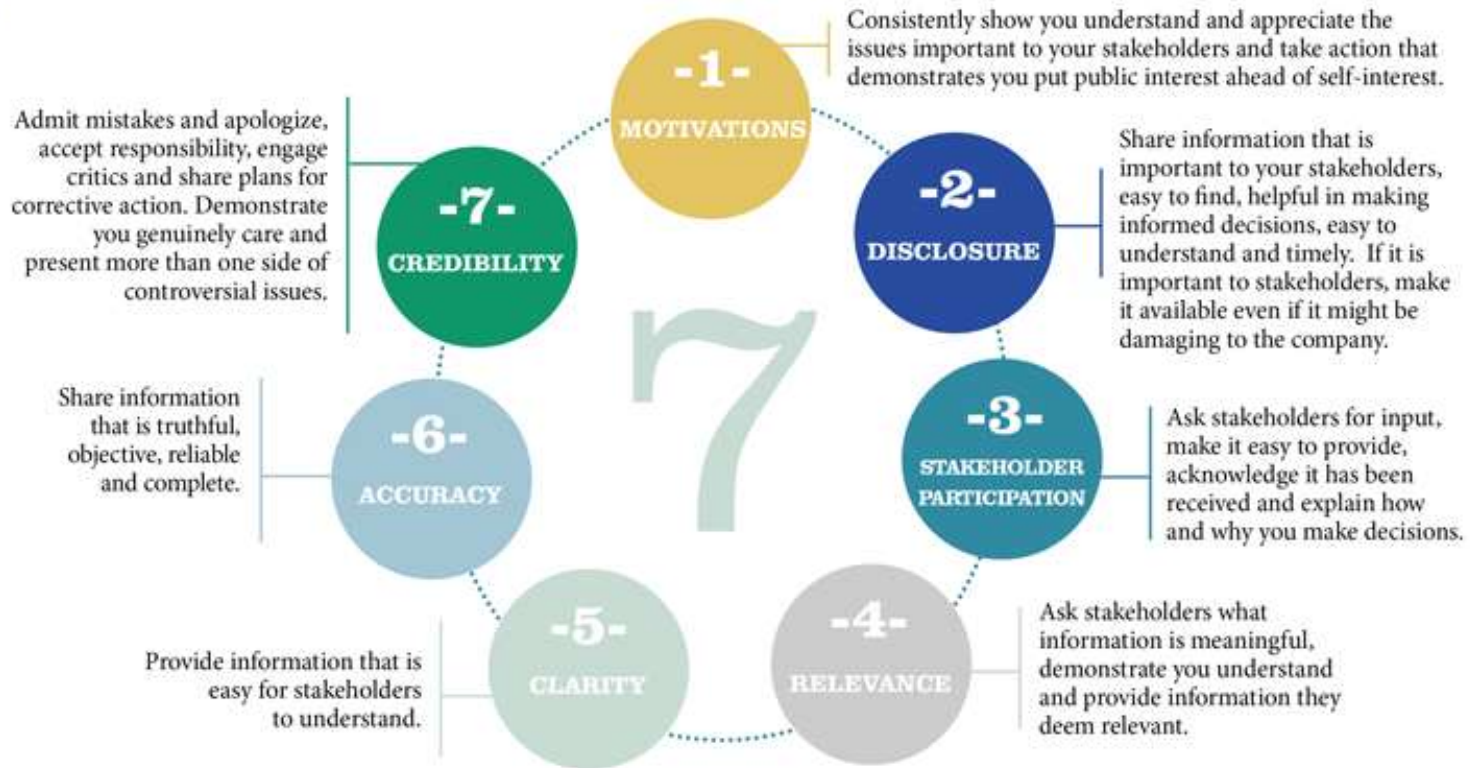 -1-
MOTIVATIONS
Consistently show you understand and appreciate the
issues important to your stakeholders and take action that
demonstrates you put public interest ahead of self-interest.
-2-
DISCLOSURE
Share information that is
important to your stakeholders,
easy to find, helpful in making
informed decisions, easy to
understand and timely. If it is
important to stakeholders, make
it available even if it might be
damaging to the company.
-3-
STAKEHOLDER
PARTICIPATION
Ask stakeholders for input,
make it easy to provide,
acknowledge it has been
received and explain how
and why you make decisions.
-4-
RELEVANCE
Ask stakeholders what
information is meaningful,
demonstrate you understand
and provide information they
deem relevant.
-5-
CLARITY
Provide information that is
easy for stakeholders
to understand.
-6-
ACCURACY
Share information
that is truthful,
objective, reliable
and complete.
-7-
CREDIBILITY
Admit mistakes and apologize,
accept responsibility, engage
critics and share plans for
corrective action. Demonstrate
you genuinely care and
present more than one side of
controversial issues.
7